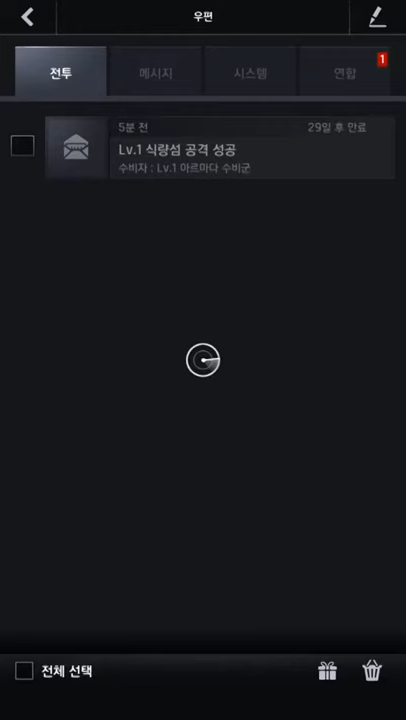 우편
전투
메시지
시스템
연합
1
5분 전
29일 후 만료
Lv.1 식량섬 공격 성공
수비자 : Lv.1 아르마다 수비군
전체 선택